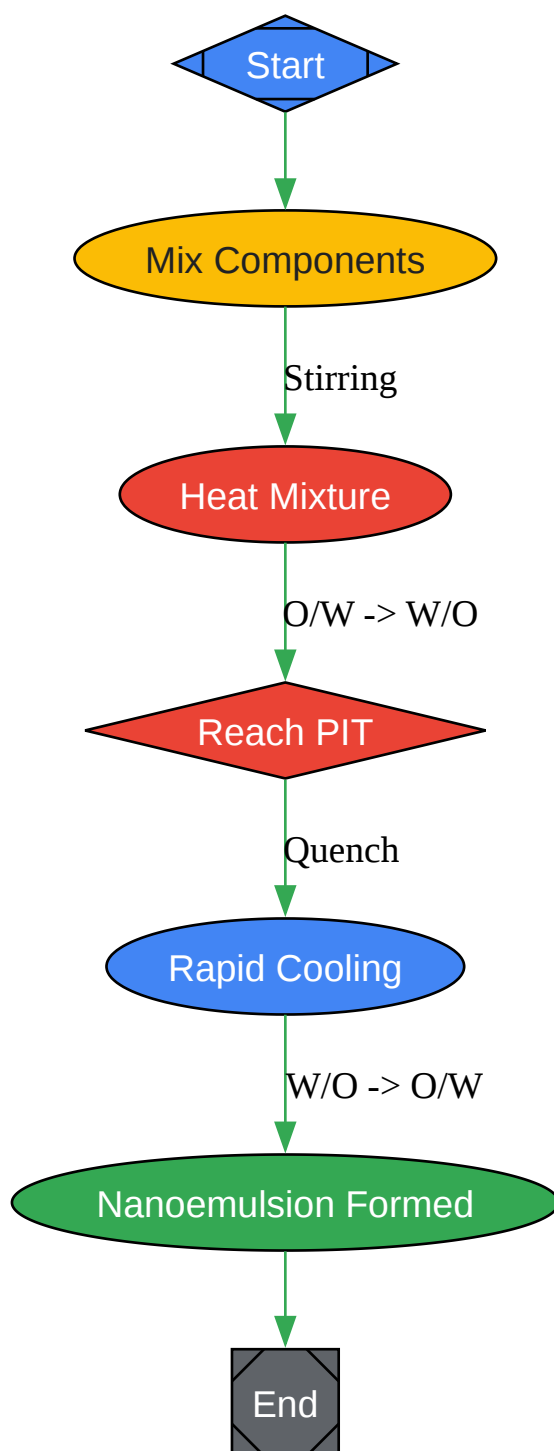 Start
Mix Components
Stirring
Heat Mixture
O/W -> W/O
Reach PIT
Quench
Rapid Cooling
W/O -> O/W
Nanoemulsion Formed
End